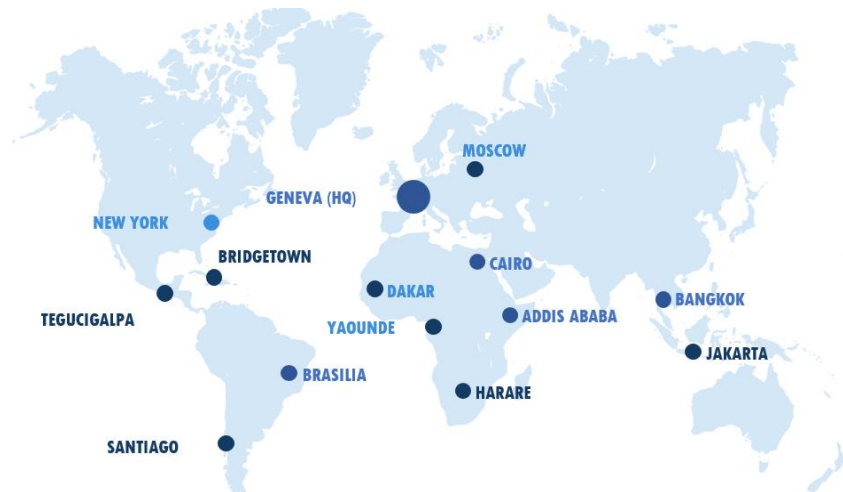 MOSCOW
GENEVA (HQ)
NEW YORK
BRIDGETOWN
CAIRO
DAKAR
BANGKOK
TEGUCIGALPA
ADDIS ABABA
YAOUNDE
JAKARTA
BRASILIA
HARARE
SANTIAGO